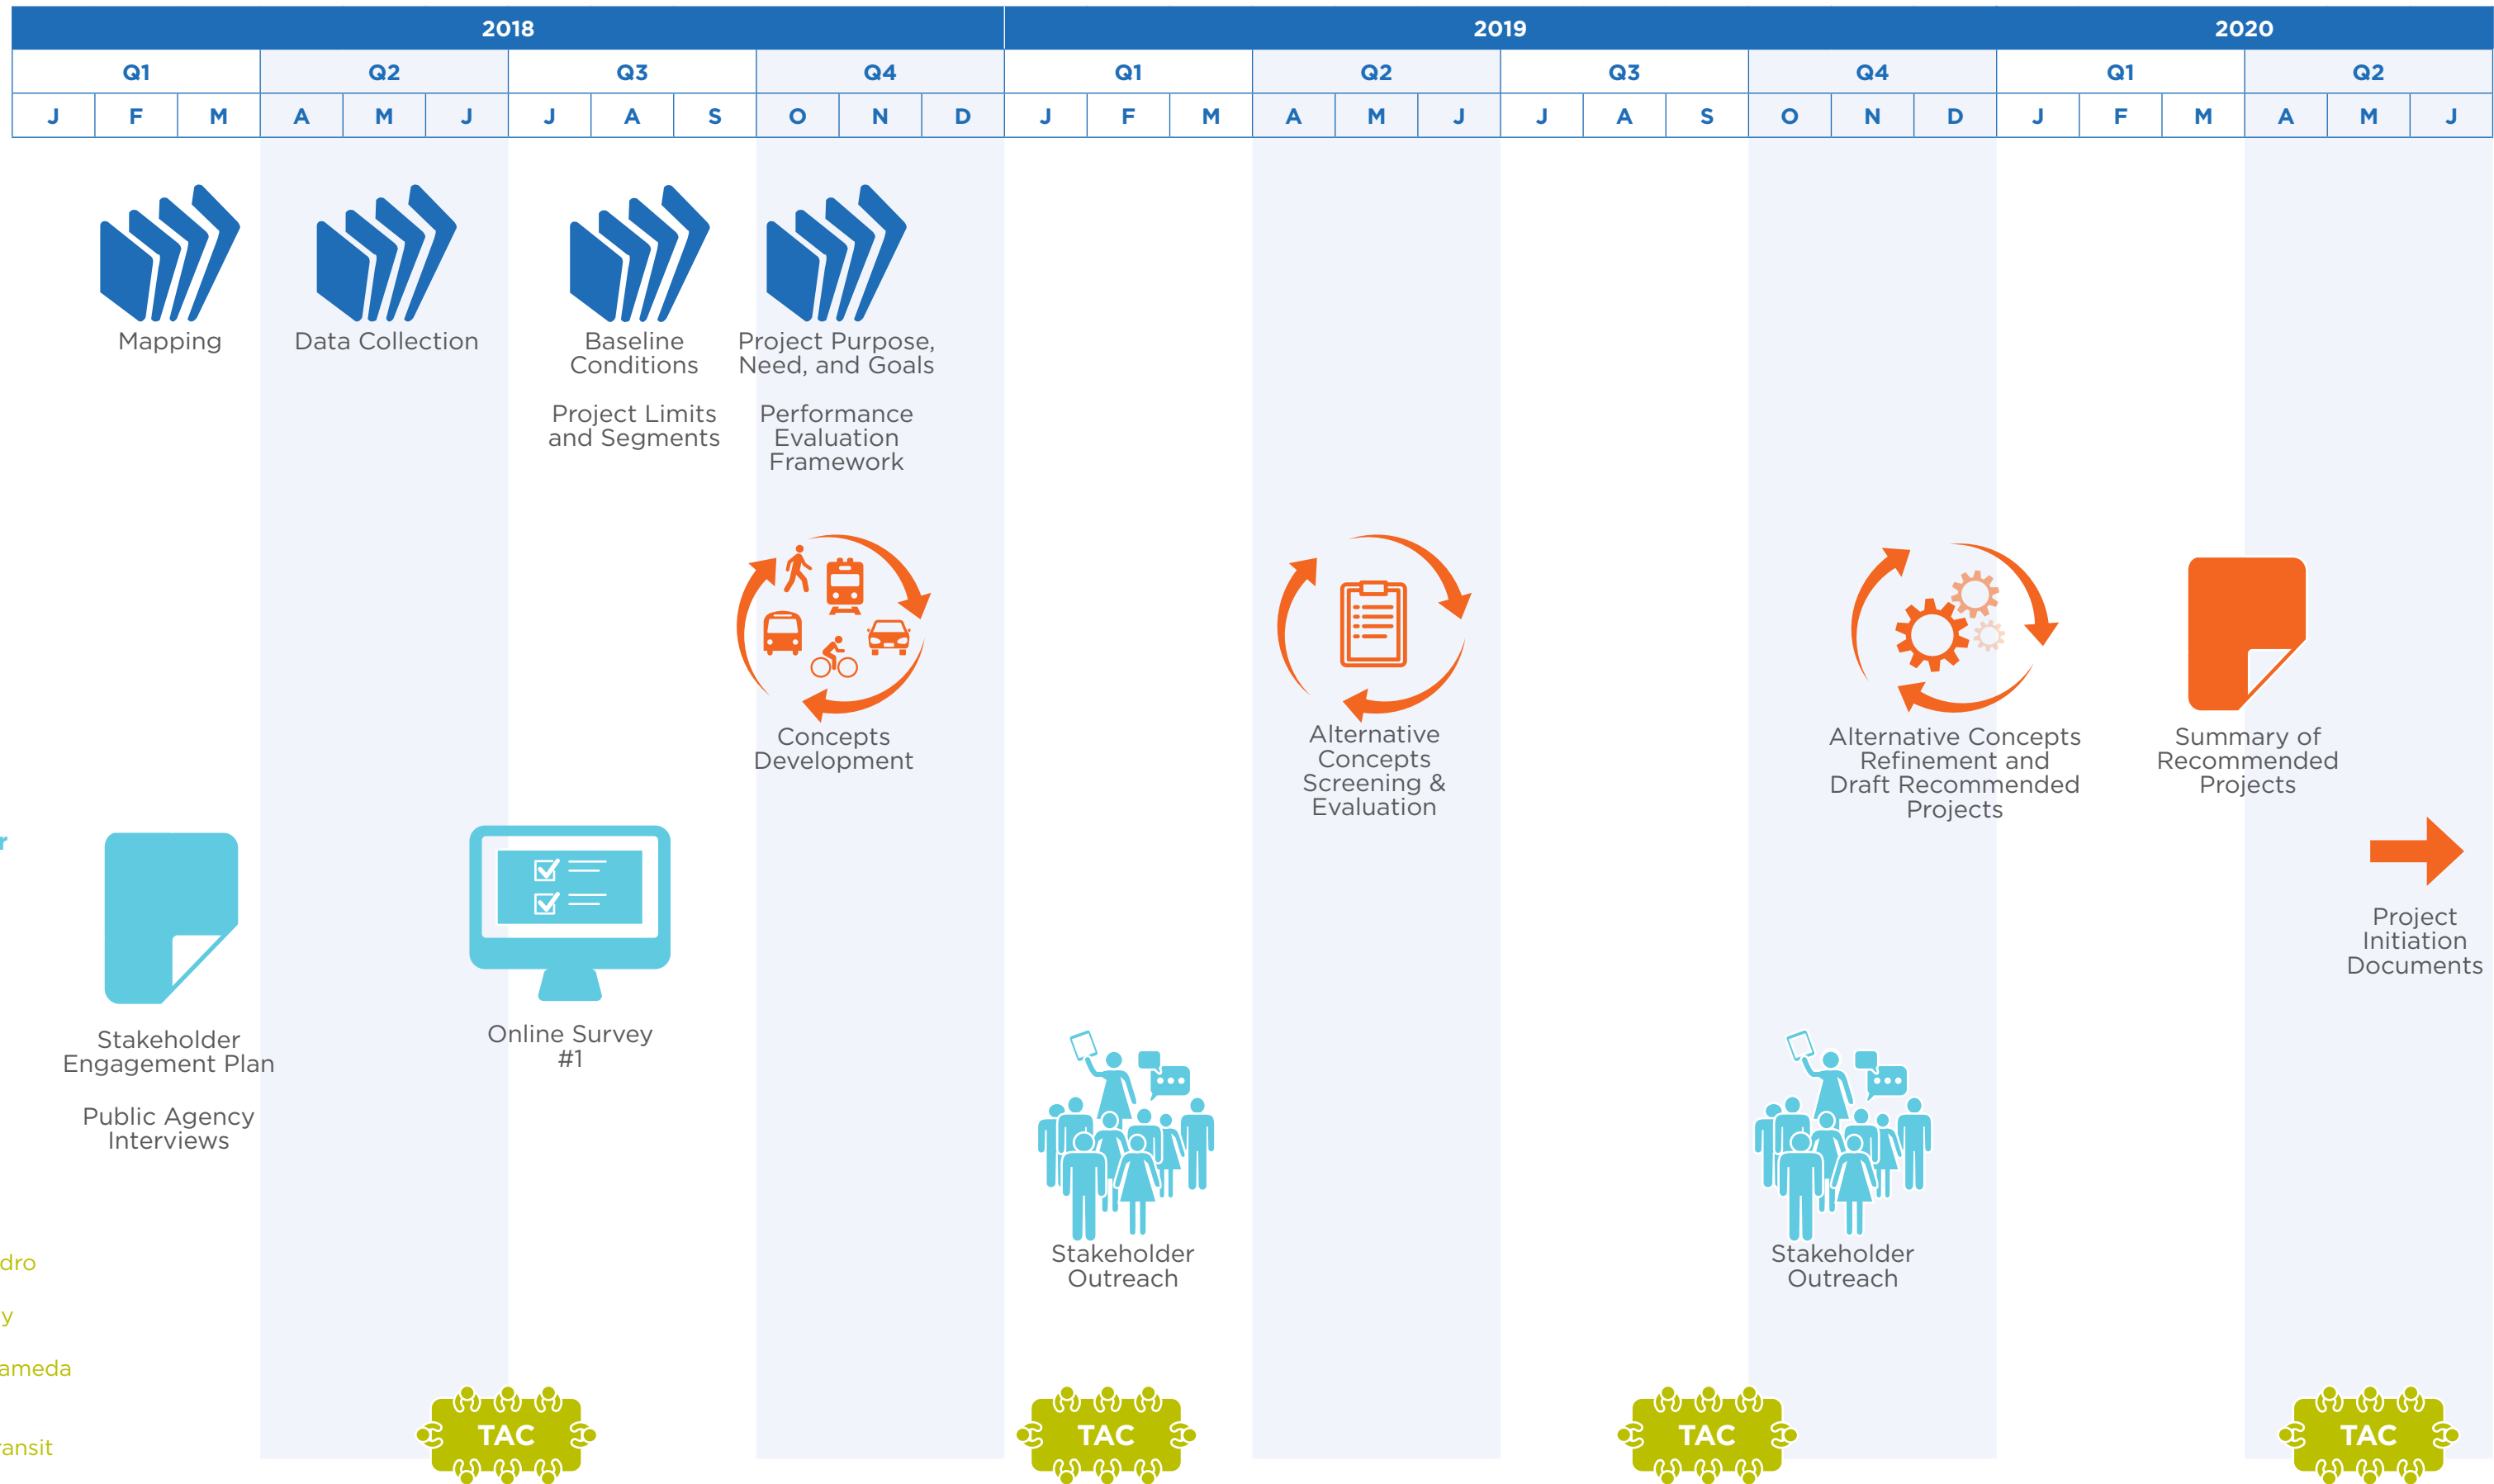 2018 2019 2020
Q1 Q2 Q3 Q4 Q1 Q2 Q3 Q4 Q1 Q2
J F M A M J J A S O N D J F M A M J J A S O N D J F M A M J
Mapping
Data Collection
Baseline
Conditions
Project Limits
and Segments
Project Purpose,
Need, and Goals
Performance
Evaluation
Framework
Concepts
Development
Alternative
Concepts
Screening &
Evaluation
Alternative Concepts
Refinement and
Draft Recommended
Projects
Summary of
Recommended
Projects
Project
Initiation
Documents
r
Stakeholder
Engagement Plan
Public Agency
Interviews
Online Survey
#1
Stakeholder
Outreach
Stakeholder
Outreach
dro
y
ameda
ransit
TAC TAC TAC TAC